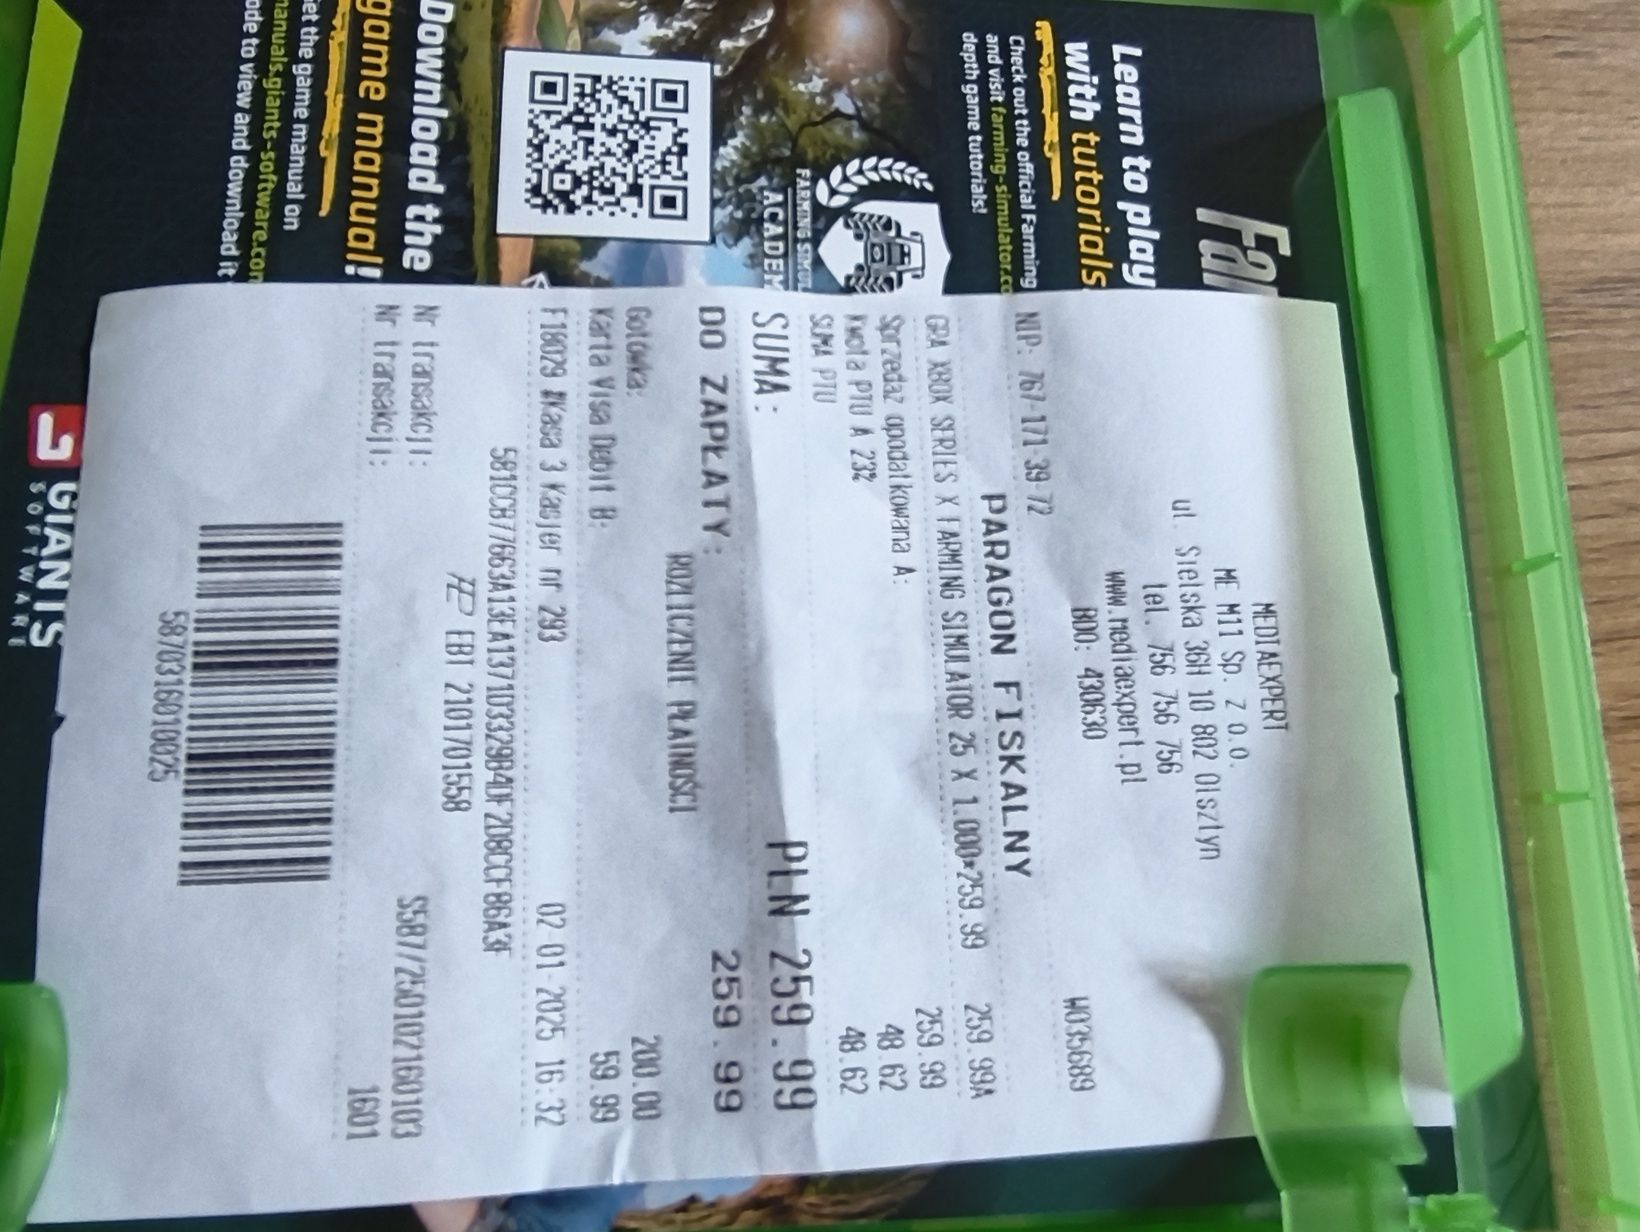 Learn to play
with tutorials
Check out the official Farming
and visit farming-simulator.co
depth game tutorials!
FARMING SIMUL
ACADEM
Download the
game manual!
et the game manual on
manuals.giants-software.com
ode to view and download it
GIANTS
SOFTWARE
MEDIAEXPERT
ME M11 Sp. Z o.o.
ul. Sielska 36H 10 802 Olsztyn
tel. 756 756 756
www.mediaexpert.pl
BDO: 430630
NIP: 767-171-39-72 W035689
PARAGON FISKALNY
GRA XBOX SERIES X FARMING SIMULATOR 25 X 1.000*259.99 259.99A
Sprzedaż opodatkowana A: 259.99
Kwota PTU A 23% 48.62
SUMA PTU 48.62
SUMA: PLN 259.99
DO ZAPŁATY: 259.99
ROZLICZENIE PŁATNOŚCI
Gotówka: 200.00
Karta Visa Debit B: 59.99
F18029 #Kasa 3 Kasjer nr 293 02-01-2025 16:32
EBI 2101701558
Nr transakcji: S587/250102160103
Nr transakcji: 1601
5870316010025